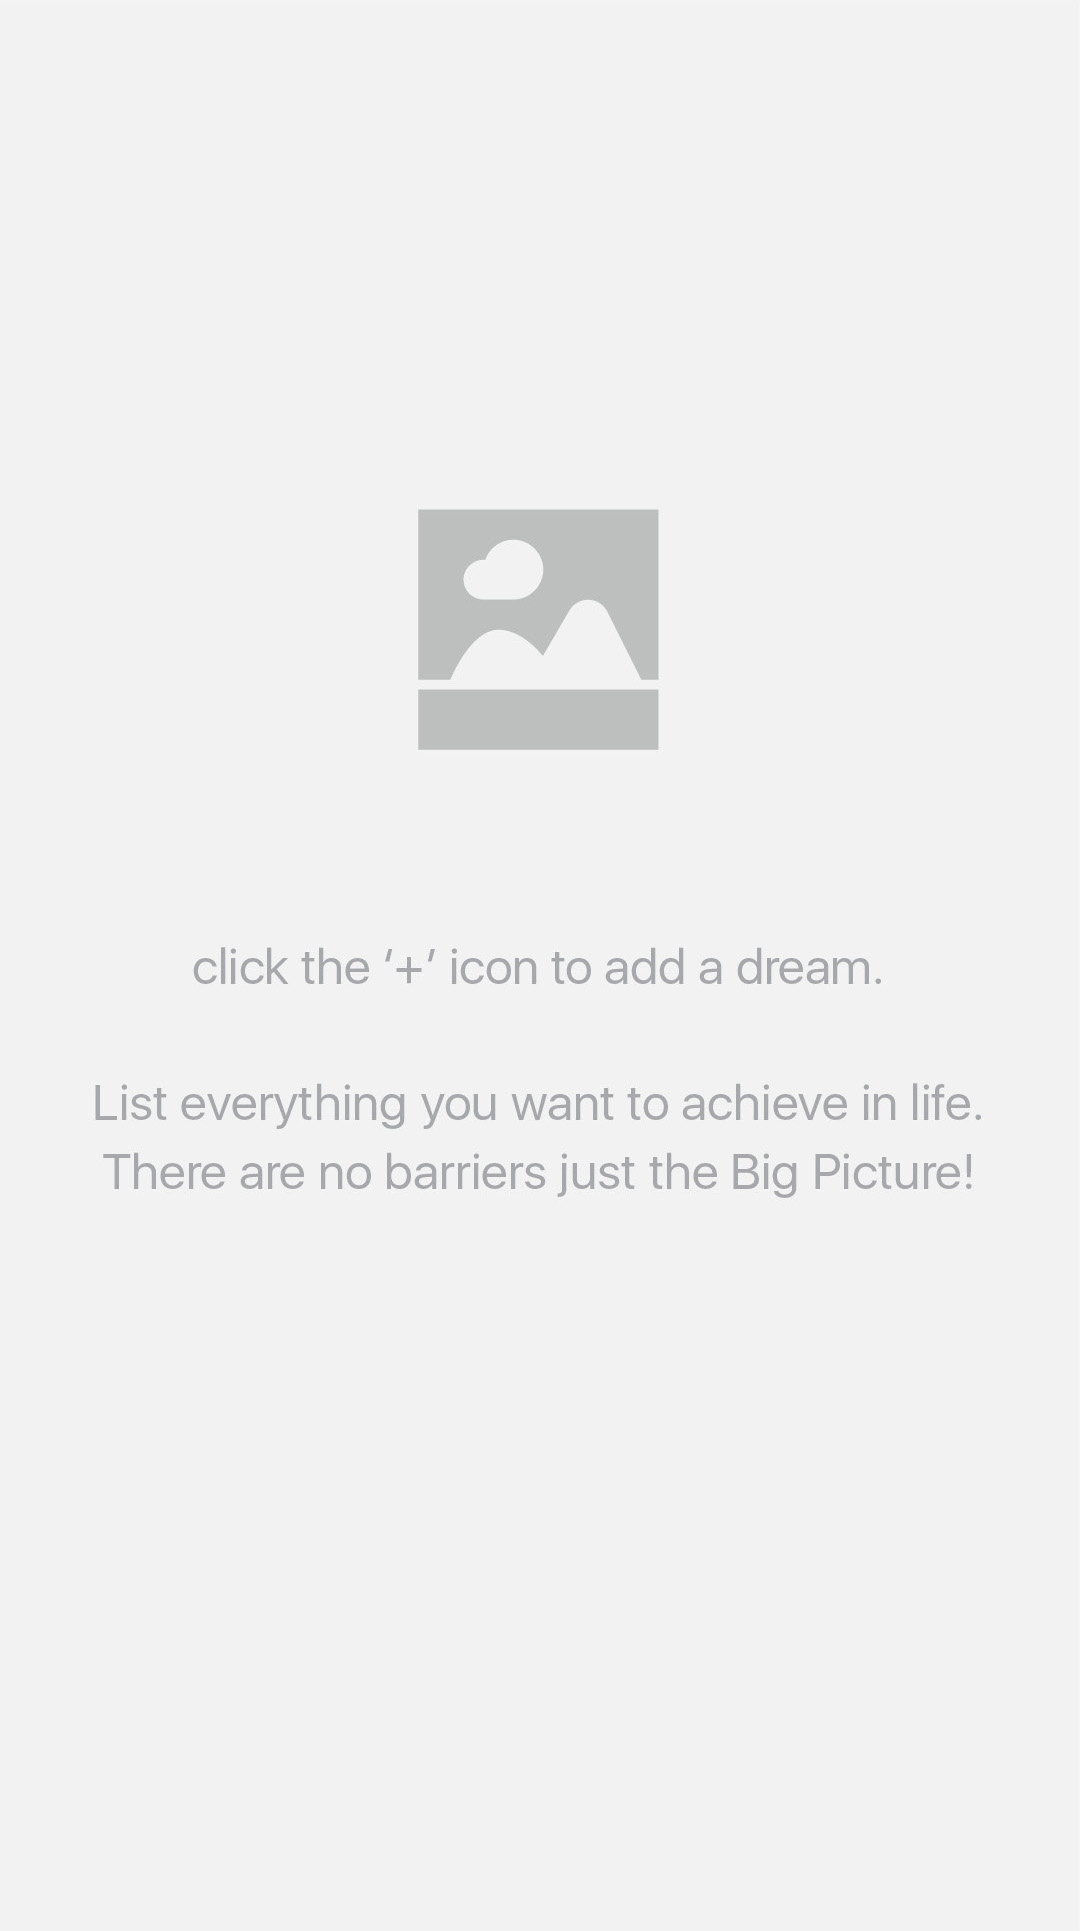 click the ‘+’ icon to add a dream.
List everything you want to achieve in life.
There are no barriers just the Big Picture!